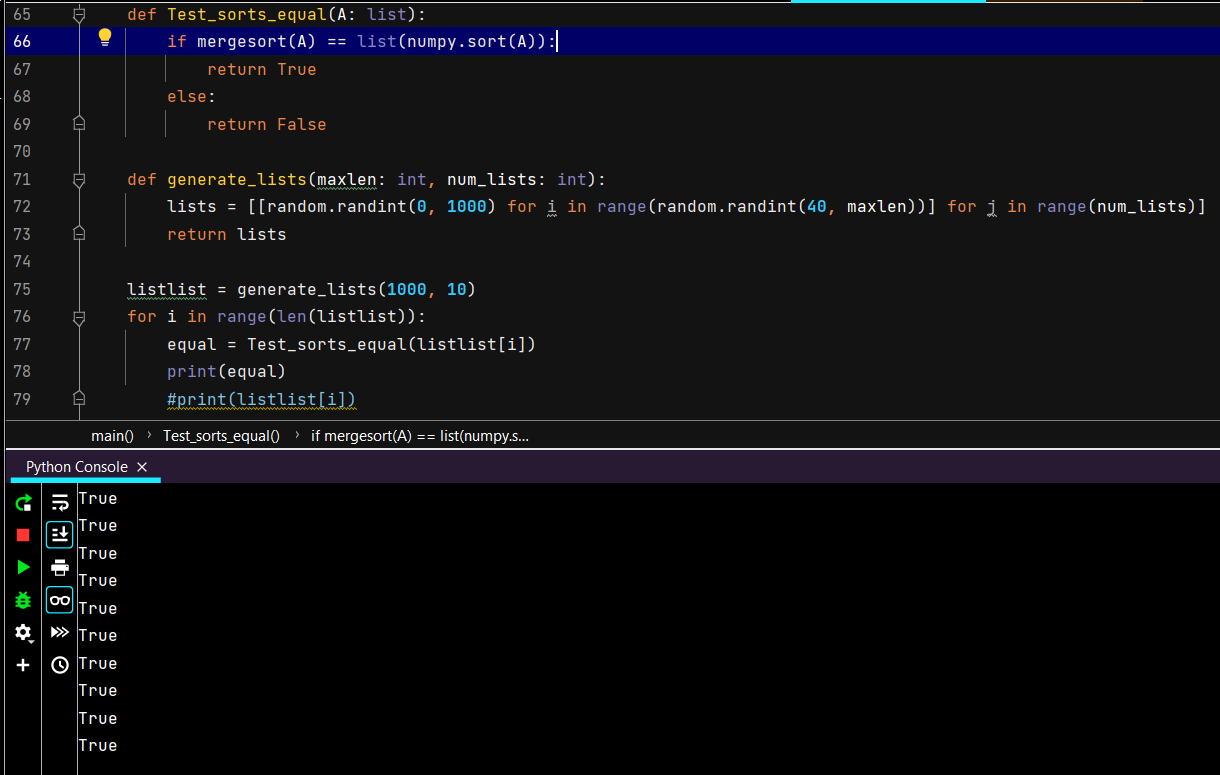 65 def Test_sorts_equal(A: list):
66 if mergesort(A) == list(numpy.sort(A)):
67 return True
68 else:
69 return False
70
71 def generate_lists(maxlen: int, num_lists: int):
72 lists = [[random.randint(0, 1000) for i in range(random.randint(40, maxlen))] for j in range(num_lists)]
73 return lists
74
75 listlist = generate_lists(1000, 10)
76 for i in range(len(listlist)):
77 equal = Test_sorts_equal(listlist[i])
78 print(equal)
79 #print(listlist[i])
main() › Test_sorts_equal() › if mergesort(A) == list(numpy.s...
Python Console ×
True
True
True
True
True
True
True
True
True
True